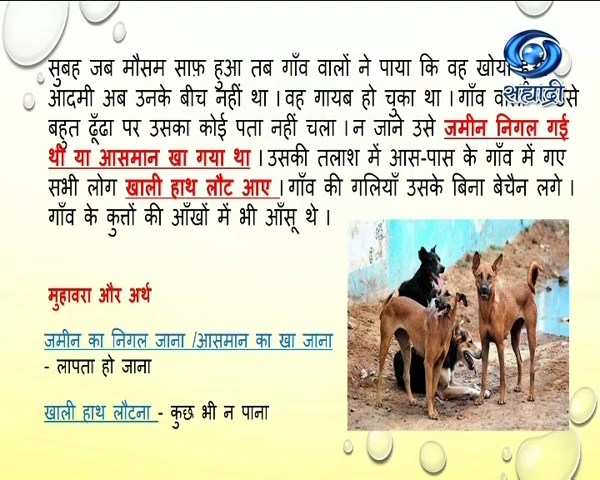 सह्याद्री
सुबह जब मौसम साफ़ हुआ तब गाँव वालों ने पाया कि वह खोया
आदमी अब उनके बीच नहीं था । वह गायब हो चुका था । गाँव
बहुत ढूँढा पर उसका कोई पता नहीं चला । न जाने उसे जमीन निगल गई
थी या आसमान खा गया था । उसकी तलाश में आस-पास के गाँव में गए
सभी लोग खाली हाथ लौट आए । गाँव की गलियाँ उसके बिना बेचैन लगे ।
गाँव के कुत्तों की आँखों में भी आँसू थे ।
मुहावरा और अर्थ
जमीन का निगल जाना /आसमान का खा जाना
- लापता हो जाना
खाली हाथ लौटना - कुछ भी न पाना